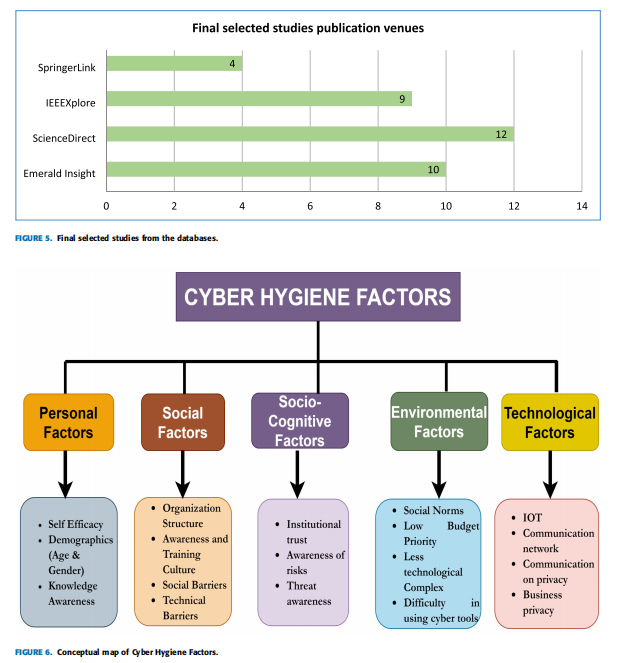 Final selected studies publication venues
SpringerLink
4
IEEEXplore
9
ScienceDirect
12
Emerald Insight
10
0 2 4 6 8 10 12 14
FIGURE 5. Final selected studies from the databases.
CYBER HYGIENE FACTORS
Personal
Factors
Social
Factors
Socio-
Cognitive
Factors
Environmental
Factors
Technological
Factors
• Self Efficacy
• Demographics
(Age &
Gender)
• Knowledge
Awareness
• Organization
Structure
• Awareness and
Training
Culture
• Social Barriers
• Technical
Barriers
• Institutional
trust
• Awareness of
risks
• Threat
awareness
• Social Norms
• Low Budget
Priority
• Less
technological
Complex
• Difficulty in
using cyber tools
• IOT
• Communication
network
• Communication
on privacy
• Business
privacy
FIGURE 6. Conceptual map of Cyber Hygiene Factors.